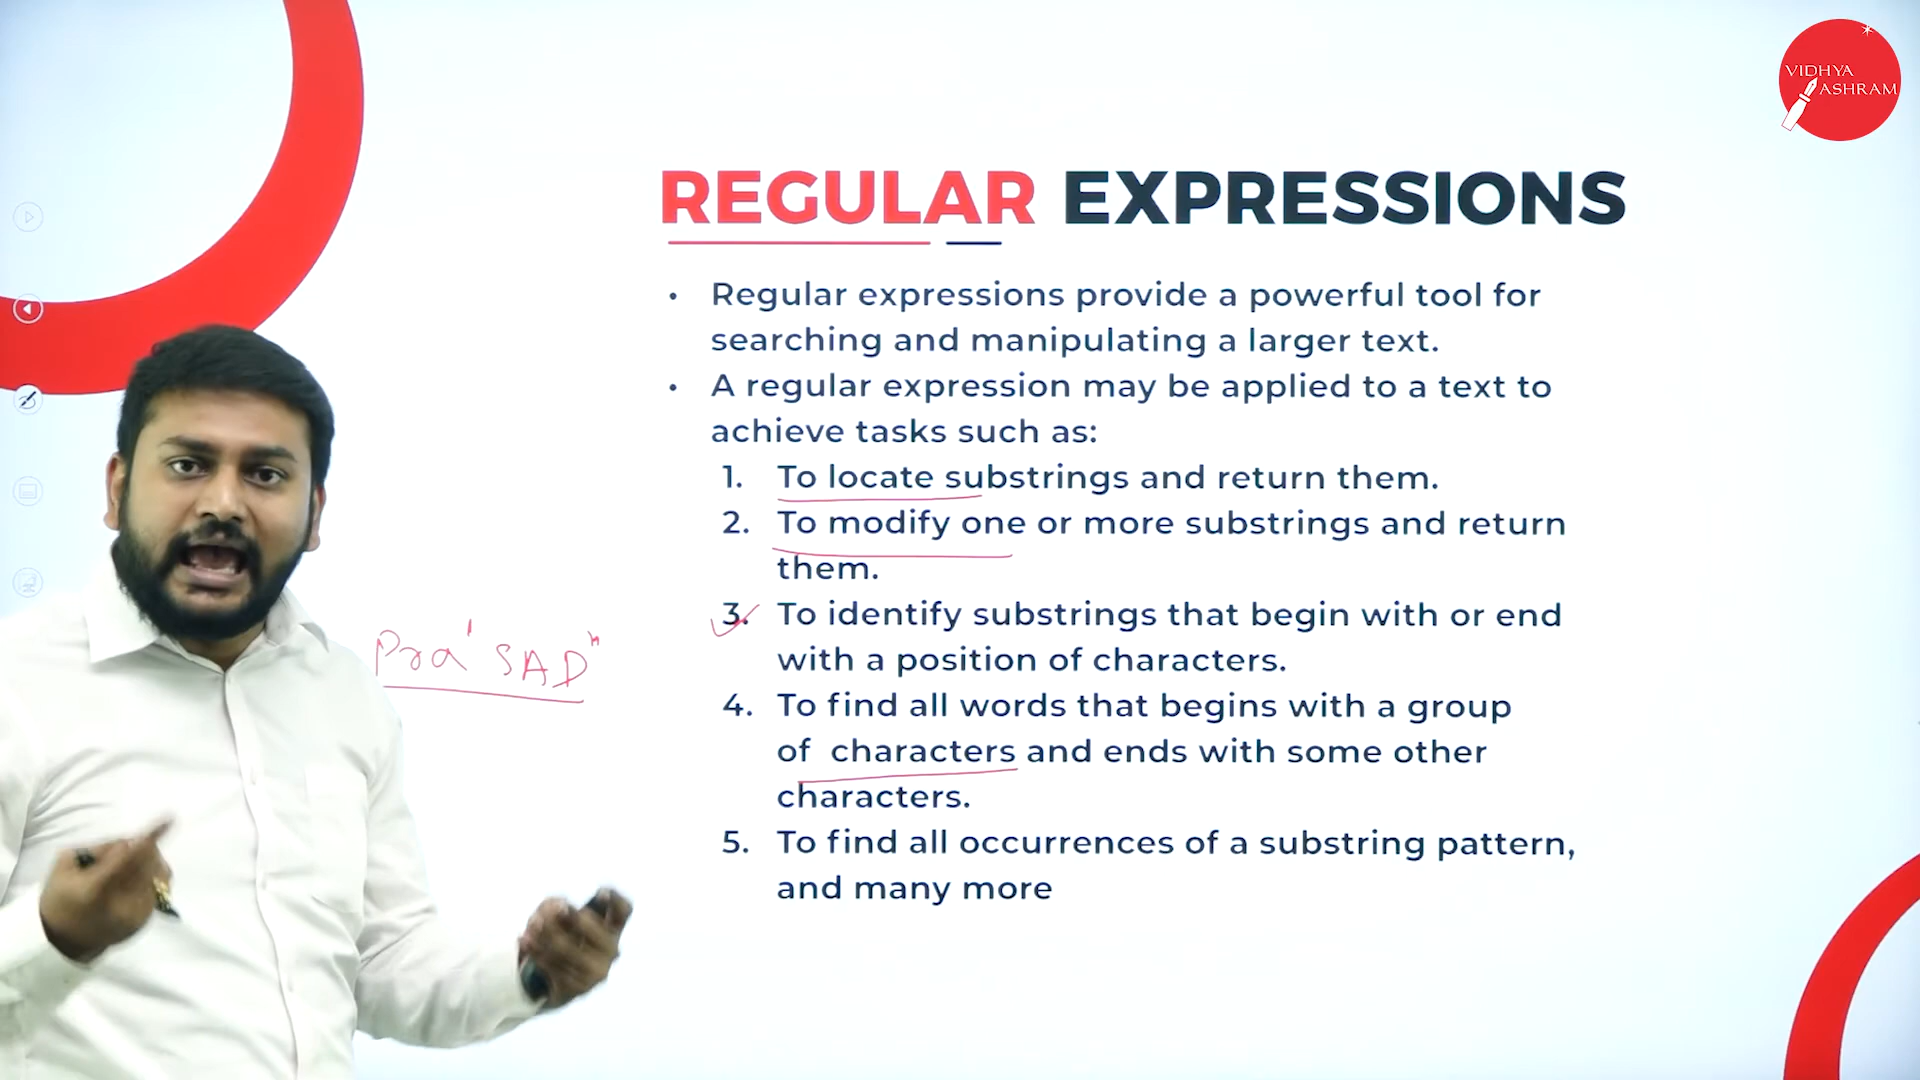 VIDHYA
ASHRAM
REGULAR EXPRESSIONS
• Regular expressions provide a powerful tool for
searching and manipulating a larger text.
• A regular expression may be applied to a text to
achieve tasks such as:
1. To locate substrings and return them.
2. To modify one or more substrings and return
them.
3. To identify substrings that begin with or end
with a position of characters.
Pra'SAD"
4. To find all words that begins with a group
of characters and ends with some other
characters.
5. To find all occurrences of a substring pattern,
and many more